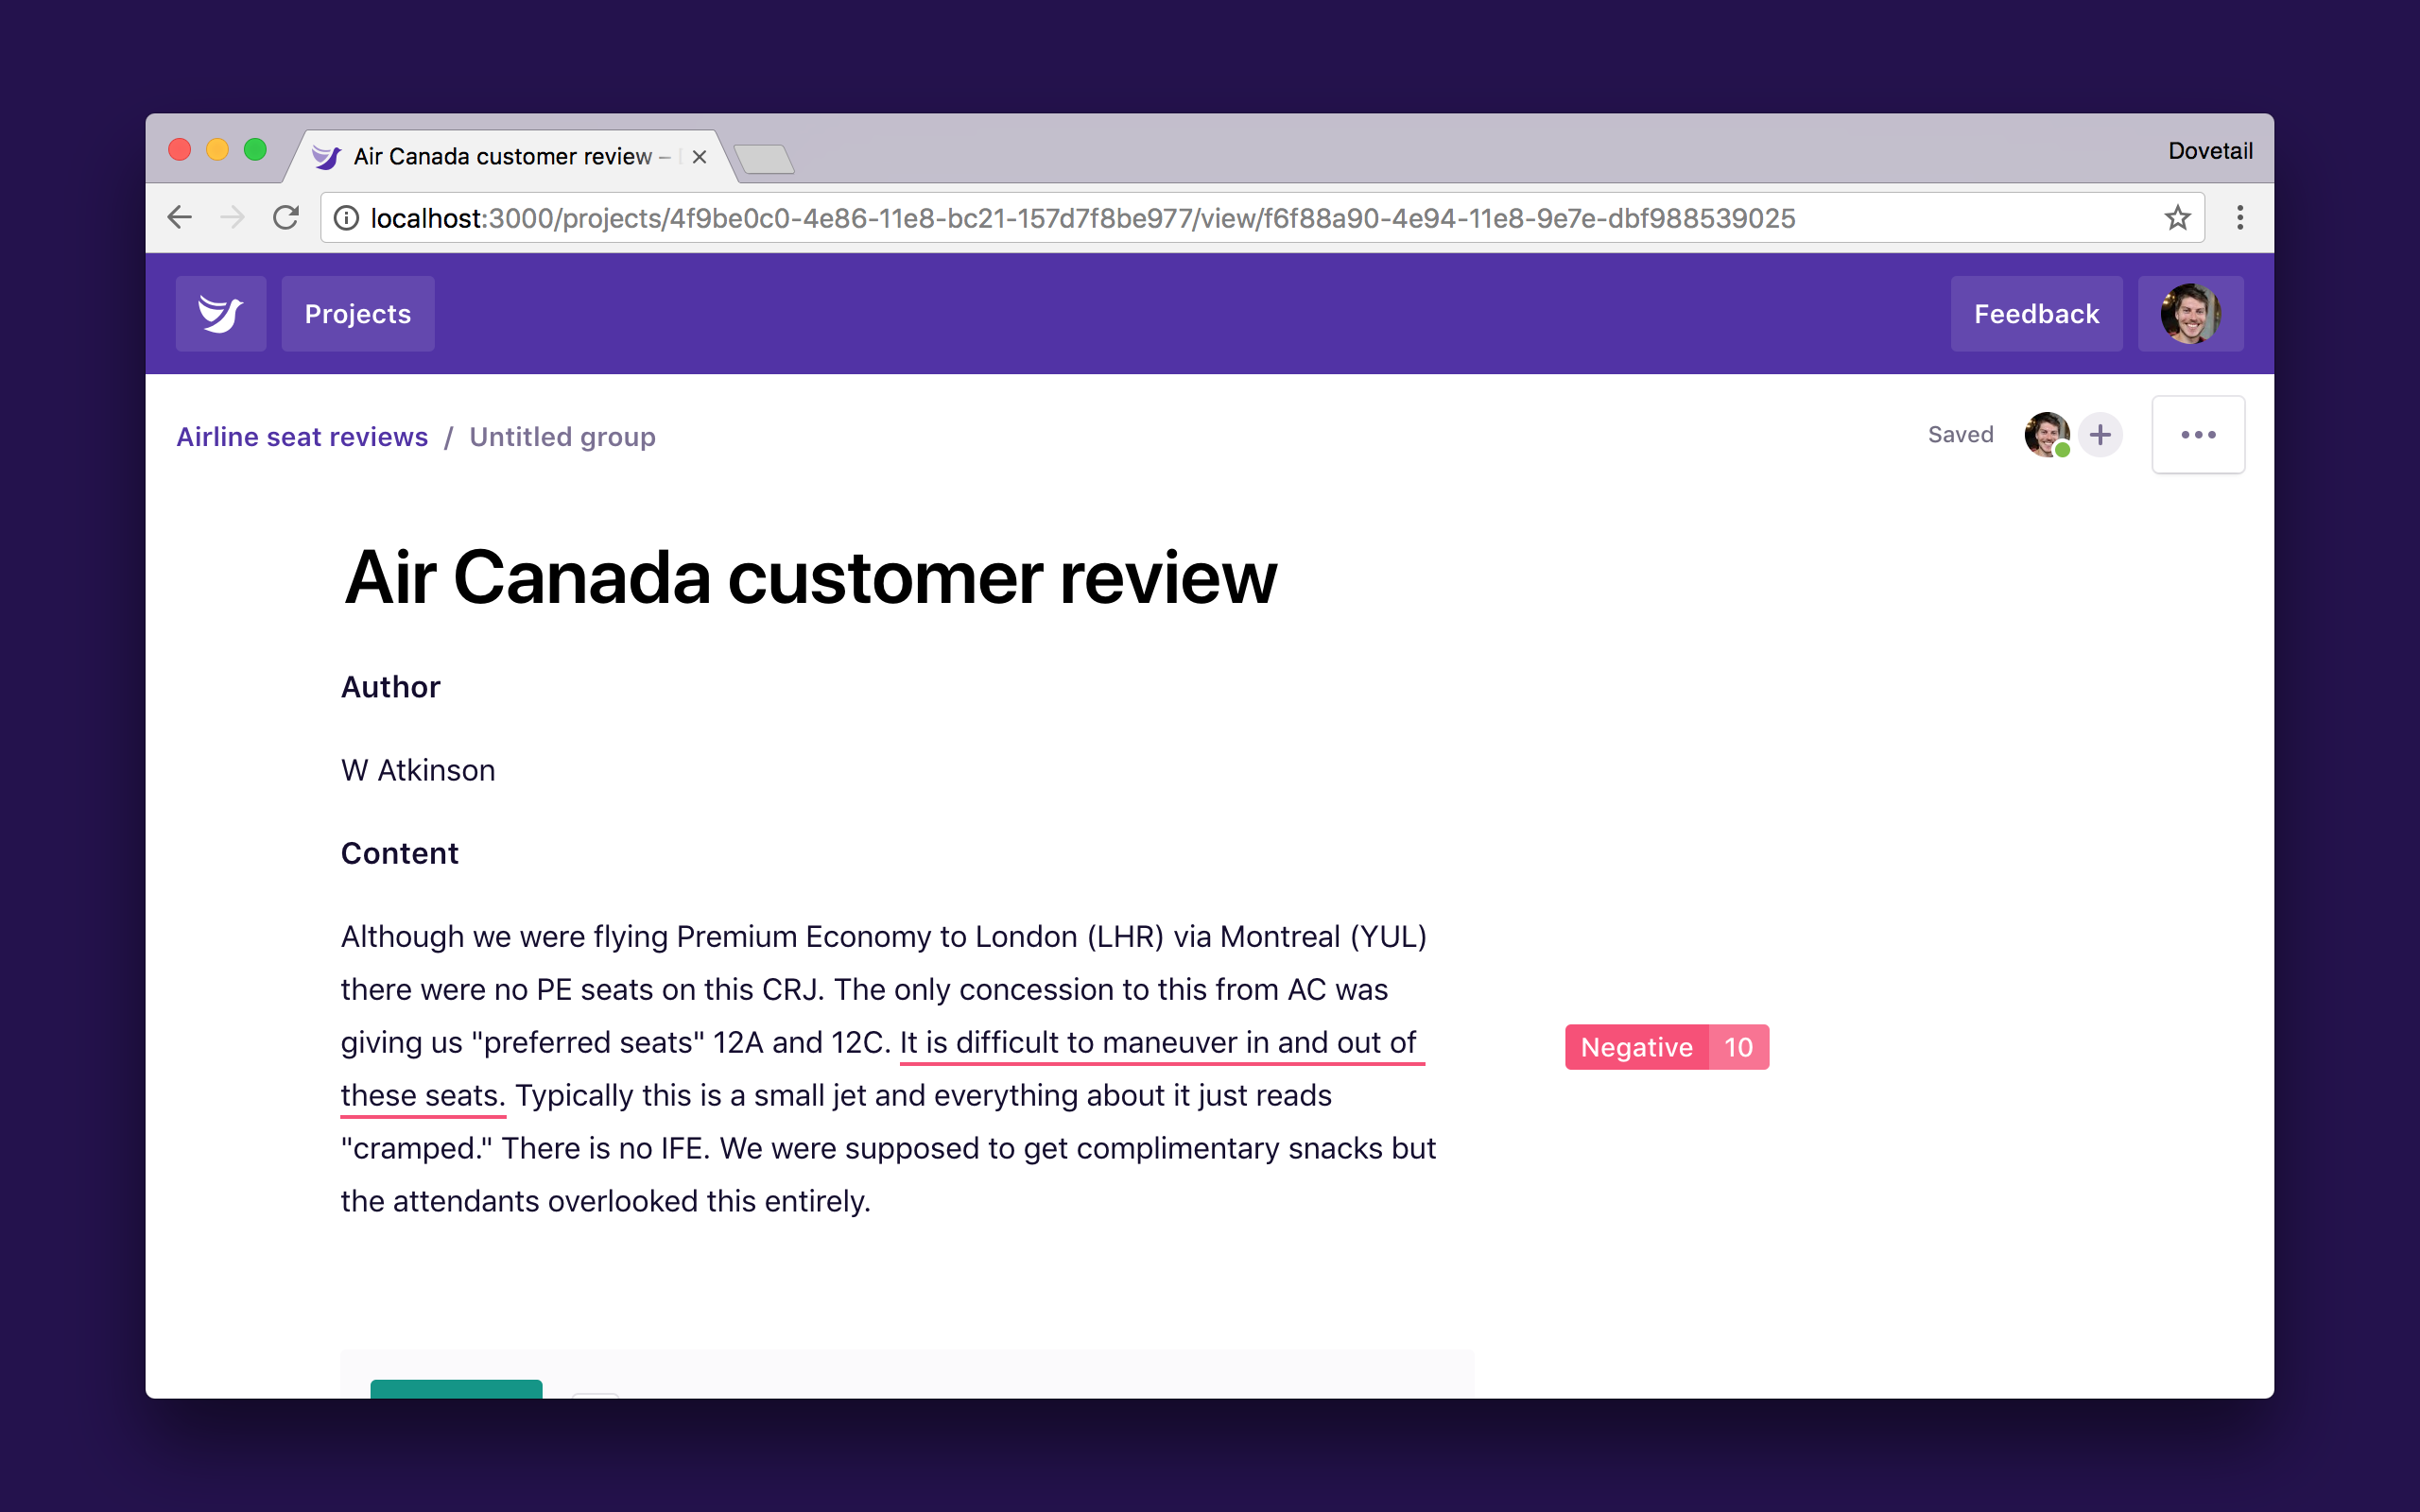 Air Canada customer review –
Dovetail
localhost:3000/projects/4f9be0c0-4e86-11e8-bc21-157d7f8be977/view/f6f88a90-4e94-11e8-9e7e-dbf988539025
Projects
Feedback
Airline seat reviews / Untitled group
Saved
Air Canada customer review
Author
W Atkinson
Content
Although we were flying Premium Economy to London (LHR) via Montreal (YUL)
there were no PE seats on this CRJ. The only concession to this from AC was
giving us "preferred seats" 12A and 12C. It is difficult to maneuver in and out of
these seats. Typically this is a small jet and everything about it just reads
"cramped." There is no IFE. We were supposed to get complimentary snacks but
the attendants overlooked this entirely.
Negative 10